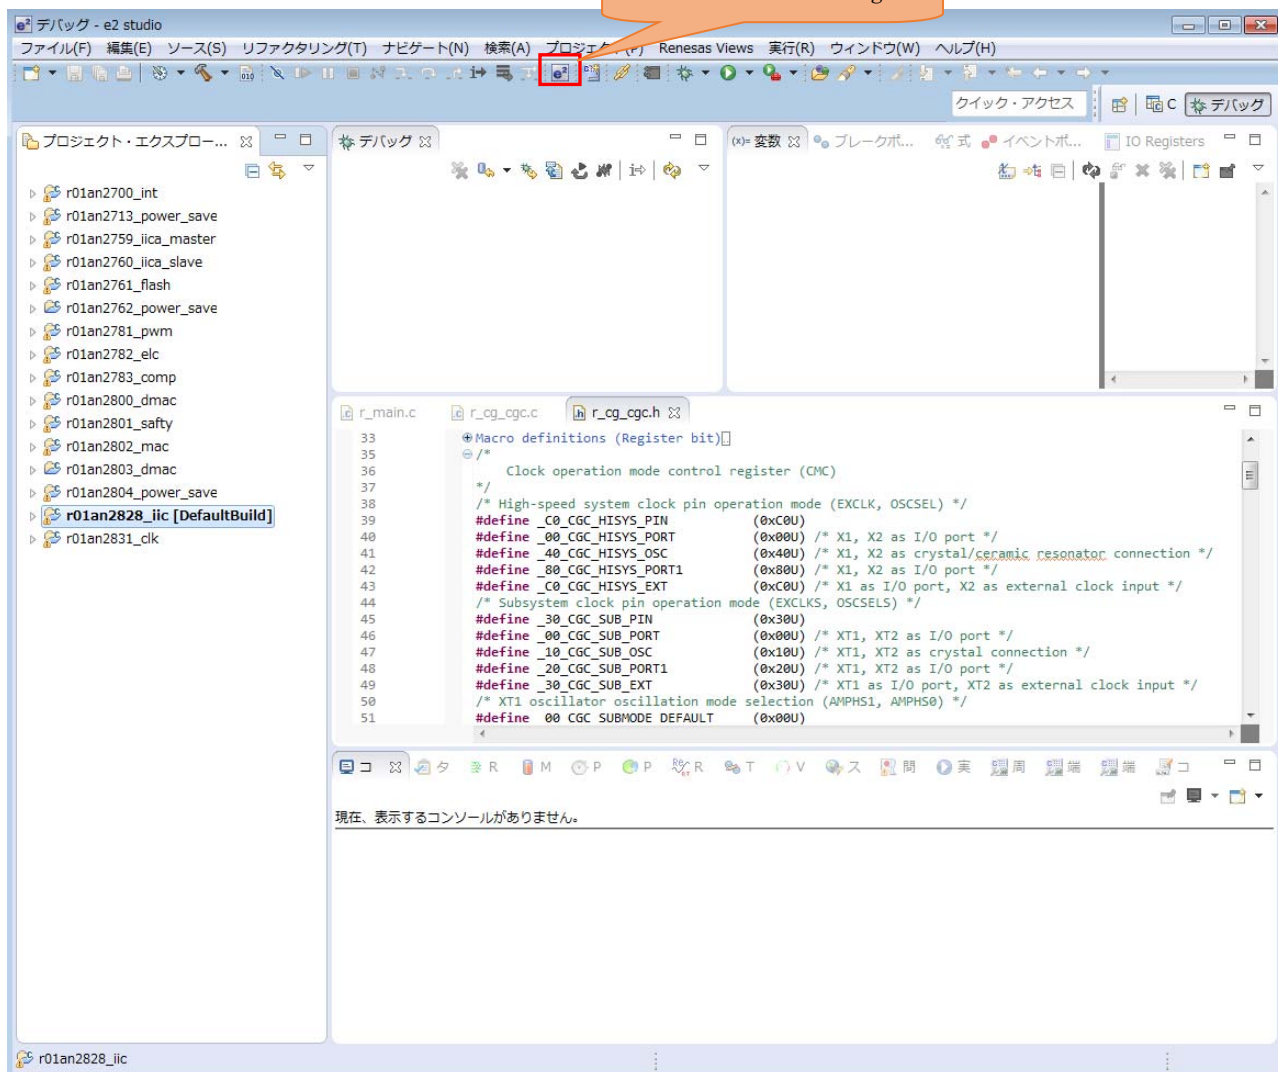 デバッグ - e2 studio
ファイル(F) 編集(E) ソース(S) リファクタリング(T) ナビゲート(N) 検索(A) プロジェクト(P) Renesas Views 実行(R) ウィンドウ(W) ヘルプ(H)
クイック・アクセス
C
デバッグ
プロジェクト・エクスプロー...
r01an2700_int
r01an2713_power_save
r01an2759_iica_master
r01an2760_iica_slave
r01an2761_flash
r01an2762_power_save
r01an2781_pwm
r01an2782_elc
r01an2783_comp
r01an2800_dmac
r01an2801_safty
r01an2802_mac
r01an2803_dmac
r01an2804_power_save
r01an2828_iic [DefaultBuild]
r01an2831_clk
デバッグ
(x)= 変数 ブレークポ... 式 イベントポ... IO Registers
r_main.c r_cg_cgc.c r_cg_cgc.h
33 Macro definitions (Register bit)
35 /*
36 Clock operation mode control register (CMC)
37 */
38 /* High-speed system clock pin operation mode (EXCLK, OSCSEL) */
39 #define _C0_CGC_HISYS_PIN (0xC0U)
40 #define _00_CGC_HISYS_PORT (0x00U) /* X1, X2 as I/O port */
41 #define _40_CGC_HISYS_OSC (0x40U) /* X1, X2 as crystal/ceramic resonator connection */
42 #define _80_CGC_HISYS_PORT1 (0x80U) /* X1, X2 as I/O port */
43 #define _C0_CGC_HISYS_EXT (0xC0U) /* X1 as I/O port, X2 as external clock input */
44 /* Subsystem clock pin operation mode (EXCLKS, OSCSELS) */
45 #define _30_CGC_SUB_PIN (0x30U)
46 #define _00_CGC_SUB_PORT (0x00U) /* XT1, XT2 as I/O port */
47 #define _10_CGC_SUB_OSC (0x10U) /* XT1, XT2 as crystal connection */
48 #define _20_CGC_SUB_PORT1 (0x20U) /* XT1, XT2 as I/O port */
49 #define _30_CGC_SUB_EXT (0x30U) /* XT1 as I/O port, XT2 as external clock input */
50 /* XT1 oscillator oscillation mode selection (AMPHS1, AMPHS0) */
51 #define _00_CGC_SUBMODE_DEFAULT (0x00U)
コ タ R M P P R T V ス 問 実 周 端 端 コ
現在、表示するコンソールがありません。
r01an2828_iic